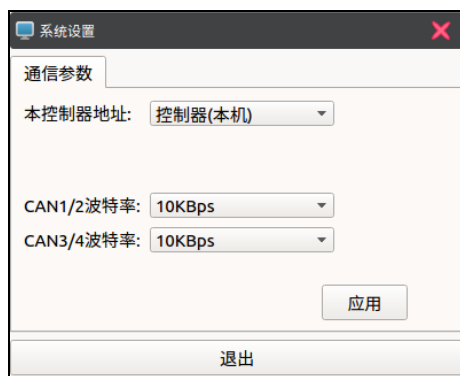 系统设置
通信参数
本控制器地址: 控制器(本机)
CAN1/2波特率: 10KBps
CAN3/4波特率: 10KBps
应用
退出